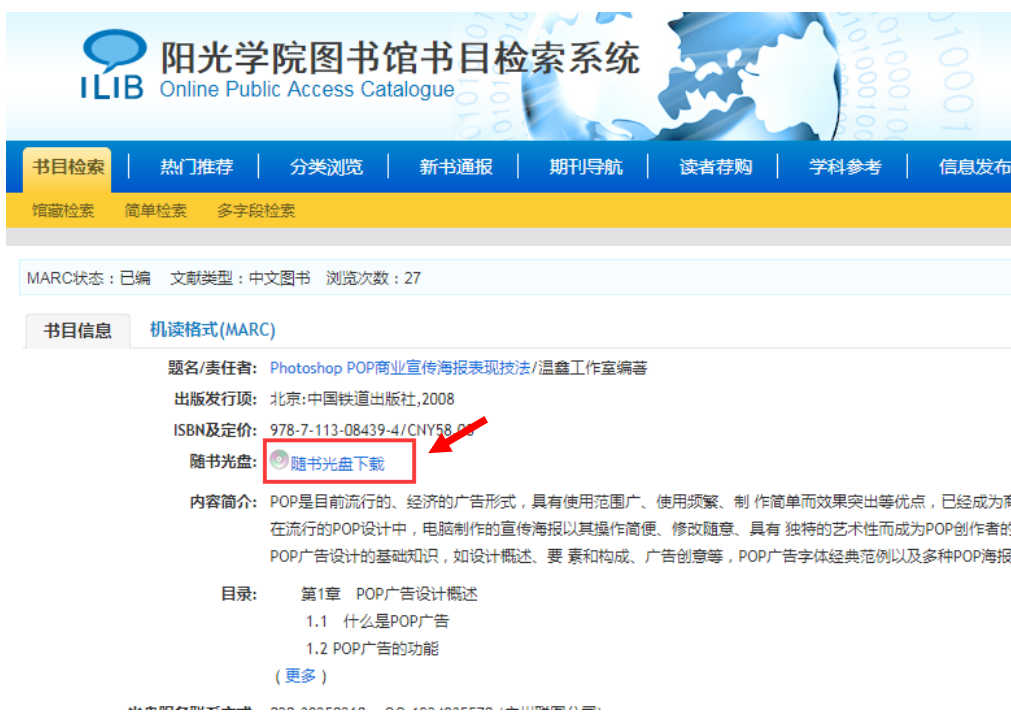 ILIB
阳光学院图书馆书目检索系统
Online Public Access Catalogue
书目检索 热门推荐 分类浏览 新书通报 期刊导航 读者荐购 学科参考 信息发布
馆藏检索 简单检索 多字段检索
MARC状态：已编 文献类型：中文图书 浏览次数：27
书目信息 机读格式(MARC)
题名/责任者: Photoshop POP商业宣传海报表现技法/温鑫工作室编著
出版发行项: 北京:中国铁道出版社,2008
ISBN及定价: 978-7-113-08439-4/CNY58.00
随书光盘: 随书光盘下载
内容简介: POP是目前流行的、经济的广告形式，具有使用范围广、使用频繁、制 作简单而效果突出等优点，已经成为商
在流行的POP设计中，电脑制作的宣传海报以其操作简便、修改随意、具有 独特的艺术性而成为POP创作者的
POP广告设计的基础知识，如设计概述、要 素和构成、广告创意等，POP广告字体经典范例以及多种POP海报
目录: 第1章 POP广告设计概述
1.1 什么是POP广告
1.2 POP广告的功能
（更多）